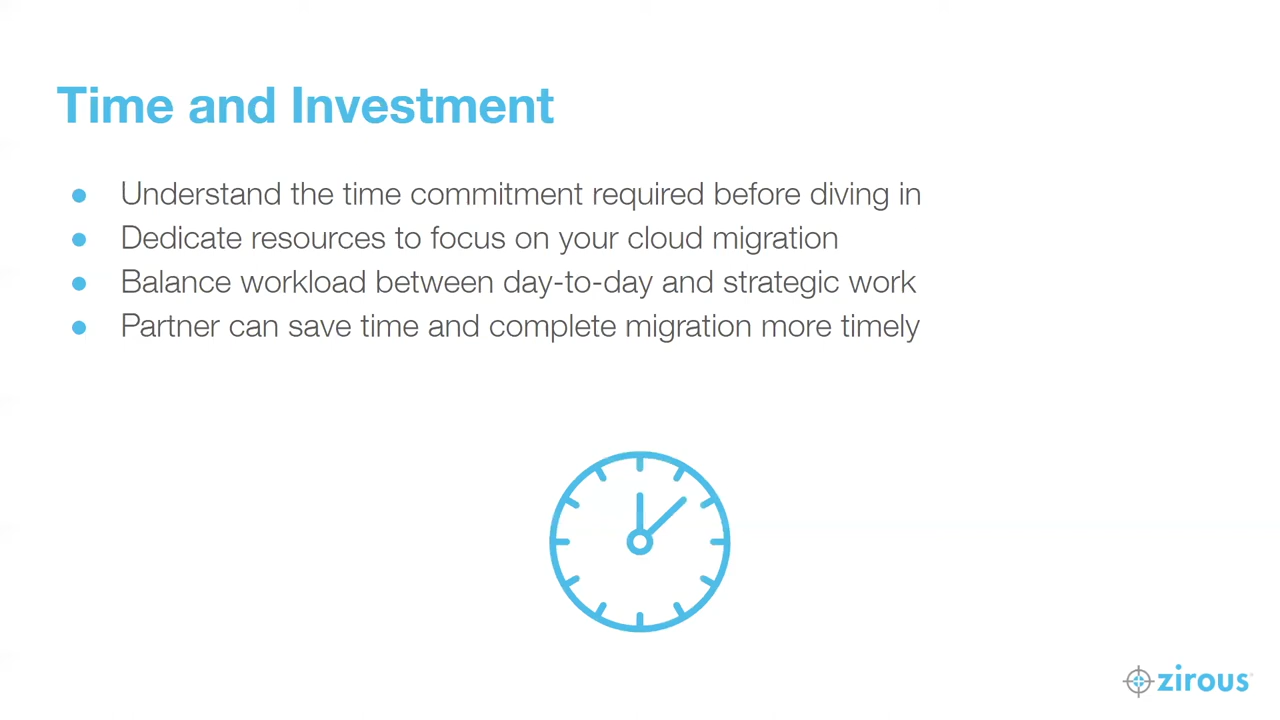 Time and Investment
● Understand the time commitment required before diving in
● Dedicate resources to focus on your cloud migration
● Balance workload between day-to-day and strategic work
● Partner can save time and complete migration more timely
zirous